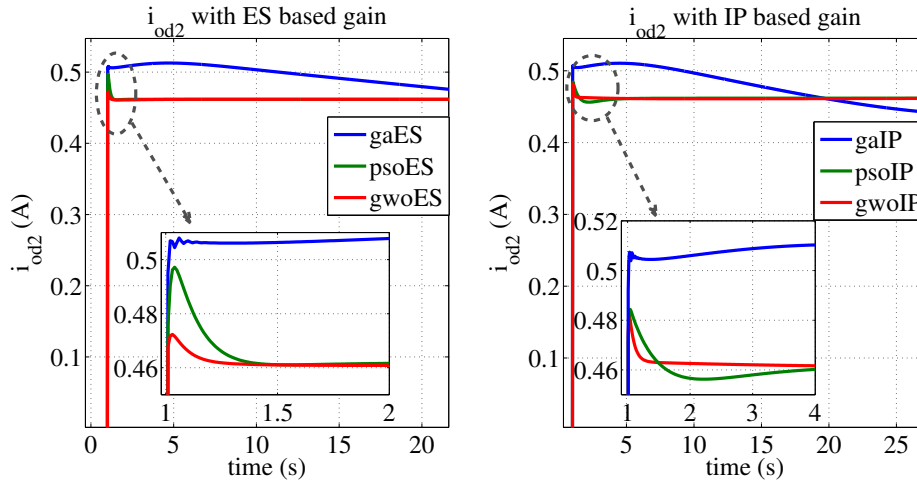 i_od2 with ES based gain
0.5
0.4
0.3
0.2
0.1
i_od2 (A)
gaES
psoES
gwoES
0.5
0.48
0.46
1
1.5
2
0
5
10
15
20
time (s)
i_od2 with IP based gain
0.5
0.4
0.3
0.2
0.1
i_od2 (A)
gaIP
psoIP
gwoIP
0.52
0.5
0.48
0.46
1
2
3
4
5
10
15
20
25
time (s)